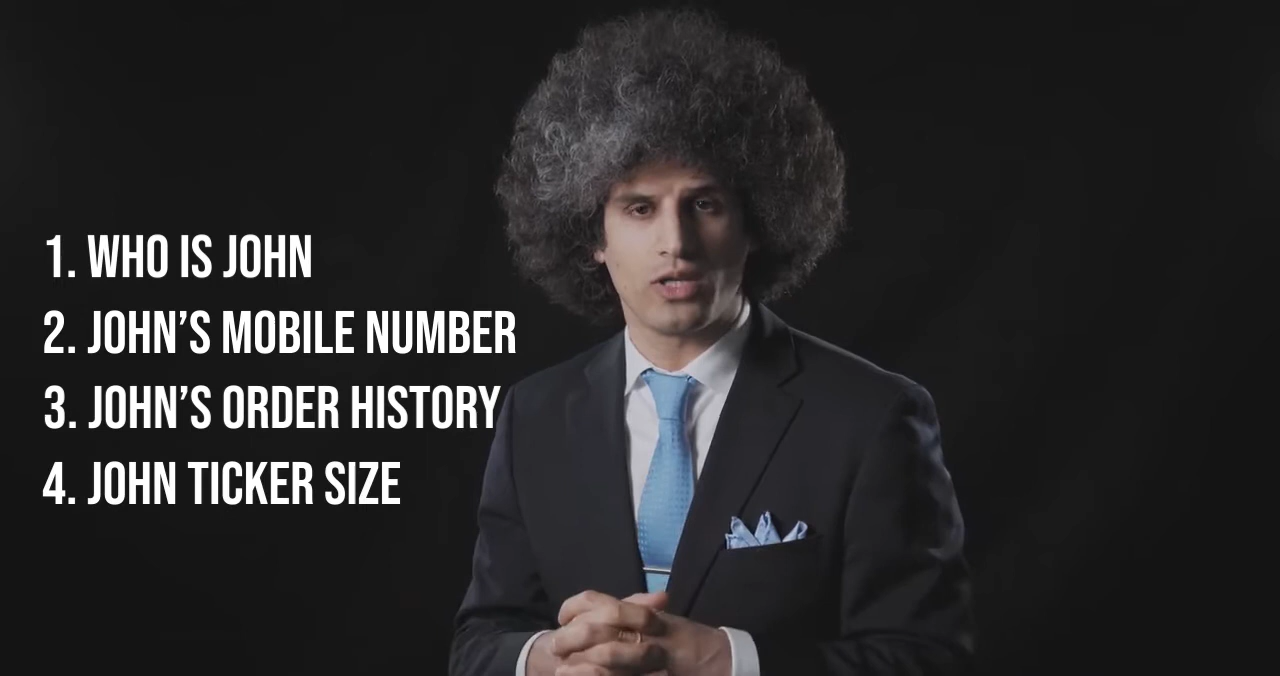 1. WHO IS JOHN
2. JOHN’S MOBILE NUMBER
3. JOHN’S ORDER HISTORY
4. JOHN TICKER SIZE